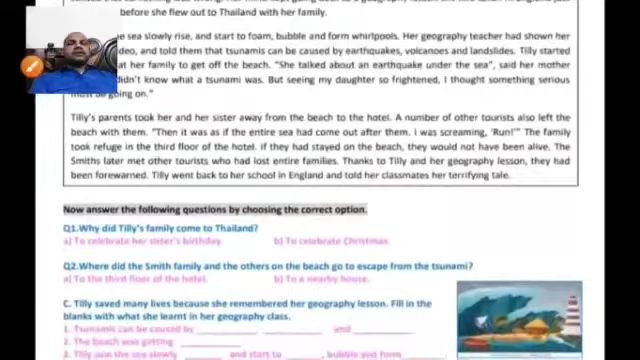 before she flew out to Thailand with her family.
sea slowly rise, and start to foam, bubble and form whirlpools. Her geography teacher had shown her
deo, and told them that tsunamis can be caused by earthquakes, volcanoes and landslides. Tilly started
at her family to get off the beach. "She talked about an earthquake under the sea", said her mother
didn't know what a tsunami was. But seeing my daughter so frightened, I thought something serious
must be going on."
Tilly's parents took her and her sister away from the beach to the hotel. A number of other tourists also left the
beach with them. "Then it was as if the entire sea had come out after them. I was screaming, 'Run!'" The family
took refuge in the third floor of the hotel. If they had stayed on the beach, they would not have been alive. The
Smiths later met other tourists who had lost entire families. Thanks to Tilly and her geography lesson, they had
been forewarned. Tilly went back to her school in England and told her classmates her terrifying tale.
Now answer the following questions by choosing the correct option.
Q1.Why did Tilly's family come to Thailand?
a) To celebrate her sister's birthday. b) To celebrate Christmas.
Q2.Where did the Smith family and the others on the beach go to escape from the tsunami?
a) To the third floor of the hotel. b) To a nearby house.
C. Tilly saved many lives because she remembered her geography lesson. Fill in the
blanks with what she learnt in her geography class.
1. Tsunamis can be caused by ________ ________ and ________
2. The beach was getting ________
3. Tilly saw the sea slowly ________ and start to ________, bubble and form ________.